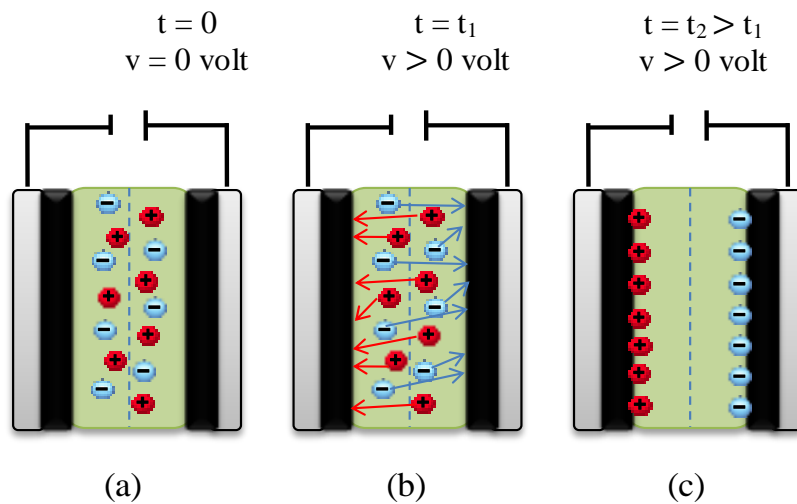 t = 0
v = 0 volt
t = t₁
v > 0 volt
t = t₂ > t₁
v > 0 volt
(a)
(b)
(c)